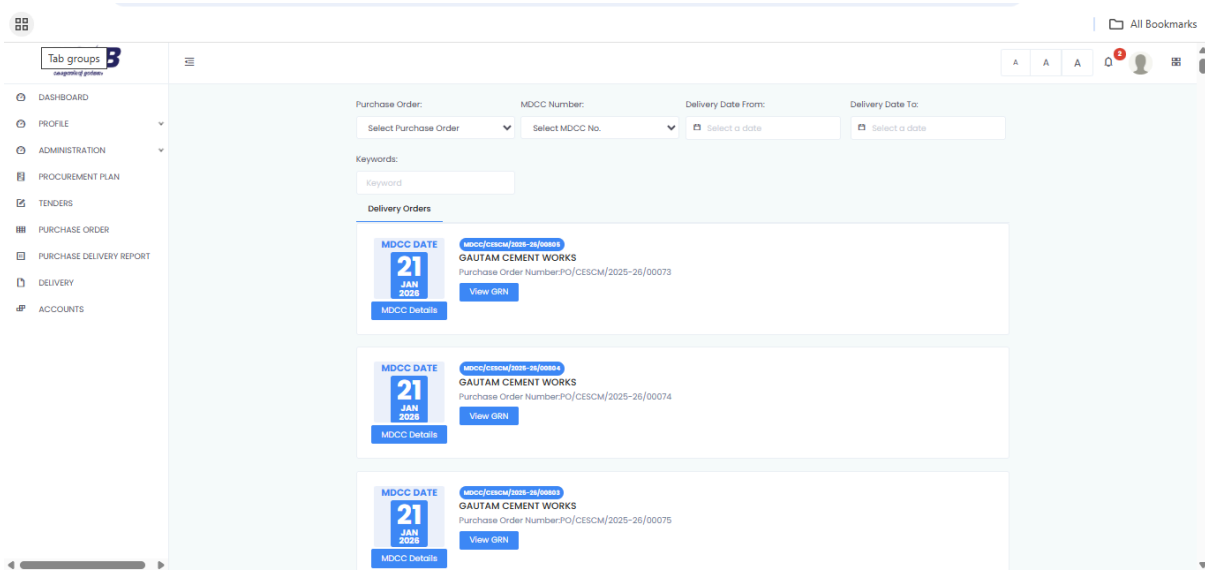 All Bookmarks
Tab groups
B
A A A 2
DASHBOARD
PROFILE
ADMINISTRATION
PROCUREMENT PLAN
TENDERS
PURCHASE ORDER
PURCHASE DELIVERY REPORT
DELIVERY
ACCOUNTS
Purchase Order: MDCC Number: Delivery Date From: Delivery Date To:
Select Purchase Order Select MDCC No. Select a date Select a date
Keywords:
Keyword
Delivery Orders
MDCC DATE
21
JAN
2026
MDCC Details
MDCC/CESCM/2025-26/00805
GAUTAM CEMENT WORKS
Purchase Order Number:PO/CESCM/2025-26/00073
View GRN
MDCC DATE
21
JAN
2026
MDCC Details
MDCC/CESCM/2025-26/00804
GAUTAM CEMENT WORKS
Purchase Order Number:PO/CESCM/2025-26/00074
View GRN
MDCC DATE
21
JAN
2026
MDCC Details
MDCC/CESCM/2025-26/00803
GAUTAM CEMENT WORKS
Purchase Order Number:PO/CESCM/2025-26/00075
View GRN